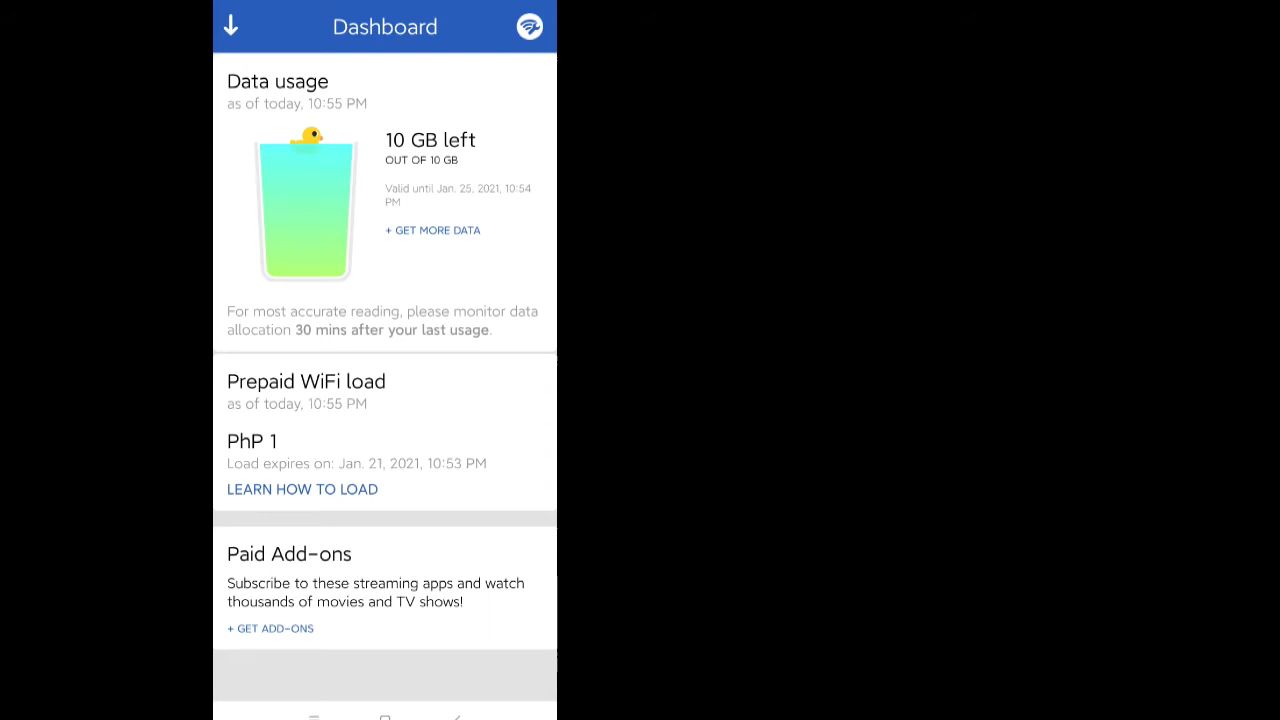 Dashboard
Data usage
as of today, 10:55 PM
10 GB left
OUT OF 10 GB
Valid until Jan. 25, 2021, 10:54
PM
+ GET MORE DATA
For most accurate reading, please monitor data
allocation 30 mins after your last usage.
Prepaid WiFi load
as of today, 10:55 PM
PhP 1
Load expires on: Jan. 21, 2021, 10:53 PM
LEARN HOW TO LOAD
Paid Add-ons
Subscribe to these streaming apps and watch
thousands of movies and TV shows!
+ GET ADD-ONS